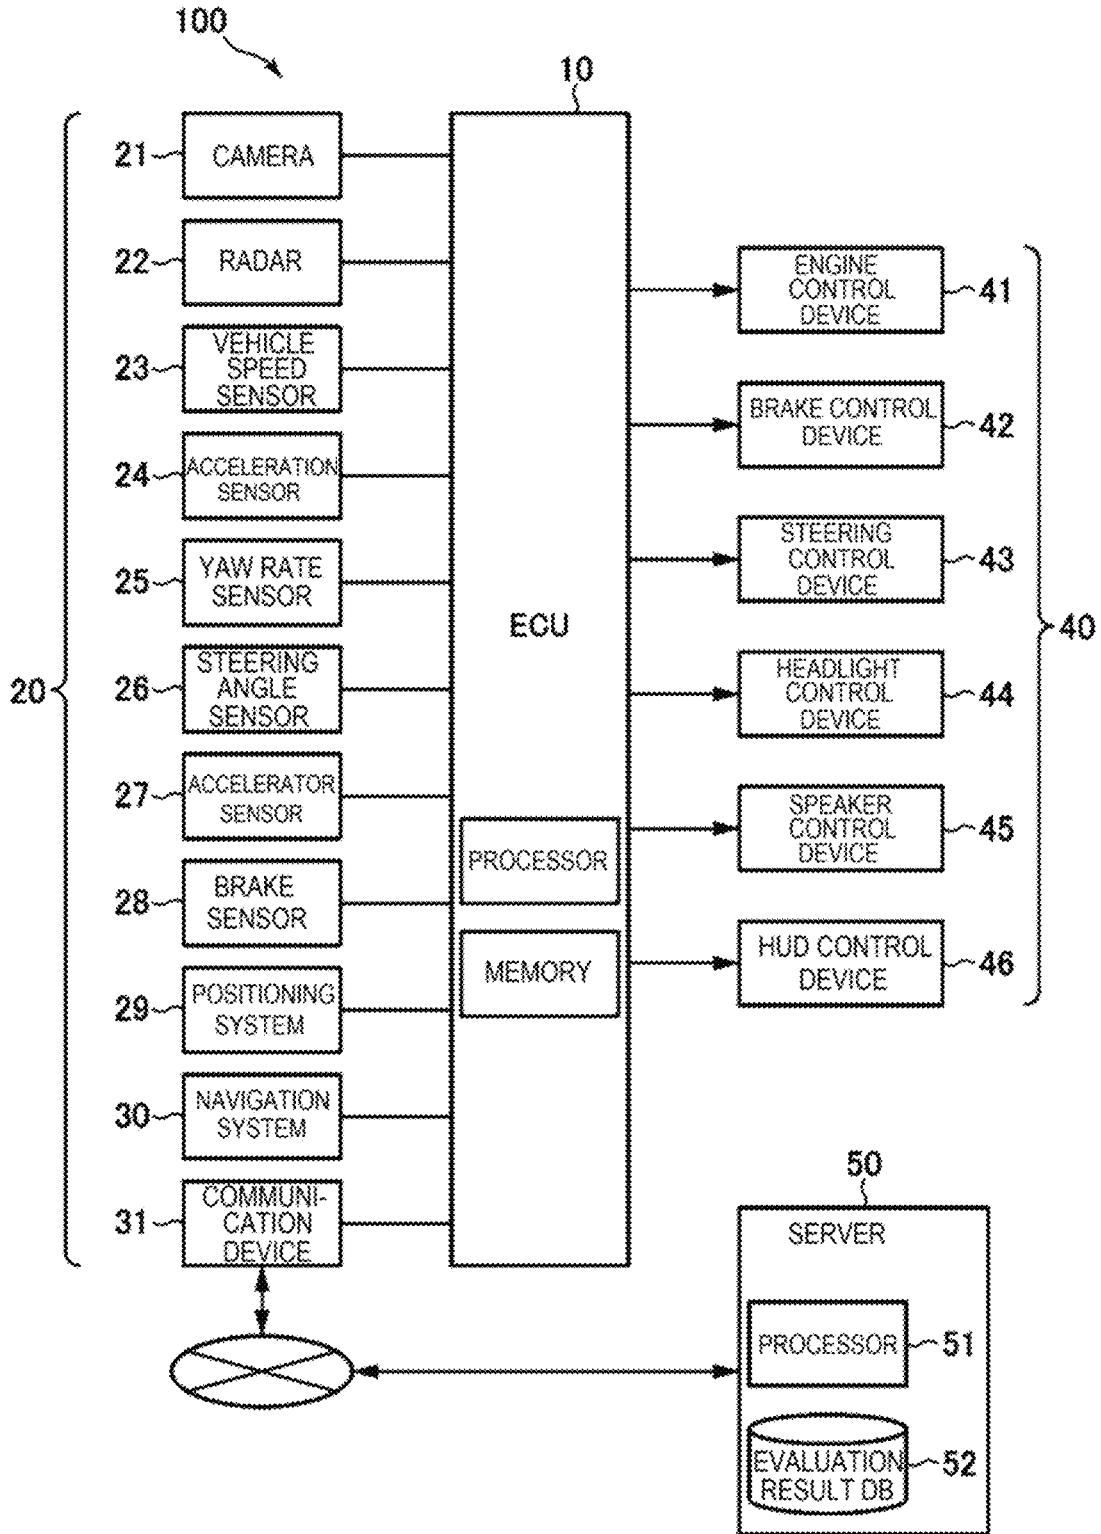 100
10
20
21
CAMERA
22
RADAR
23
VEHICLE
SPEED
SENSOR
24
ACCELERATION
SENSOR
25
YAW RATE
SENSOR
26
STEERING
ANGLE
SENSOR
27
ACCELERATOR
SENSOR
28
BRAKE
SENSOR
29
POSITIONING
SYSTEM
30
NAVIGATION
SYSTEM
31
COMMUNI-
CATION
DEVICE
ECU
PROCESSOR
MEMORY
ENGINE
CONTROL
DEVICE
41
BRAKE CONTROL
DEVICE
42
STEERING
CONTROL
DEVICE
43
HEADLIGHT
CONTROL
DEVICE
44
SPEAKER
CONTROL
DEVICE
45
HUD CONTROL
DEVICE
46
40
50
SERVER
PROCESSOR
51
EVALUATION
RESULT DB
52